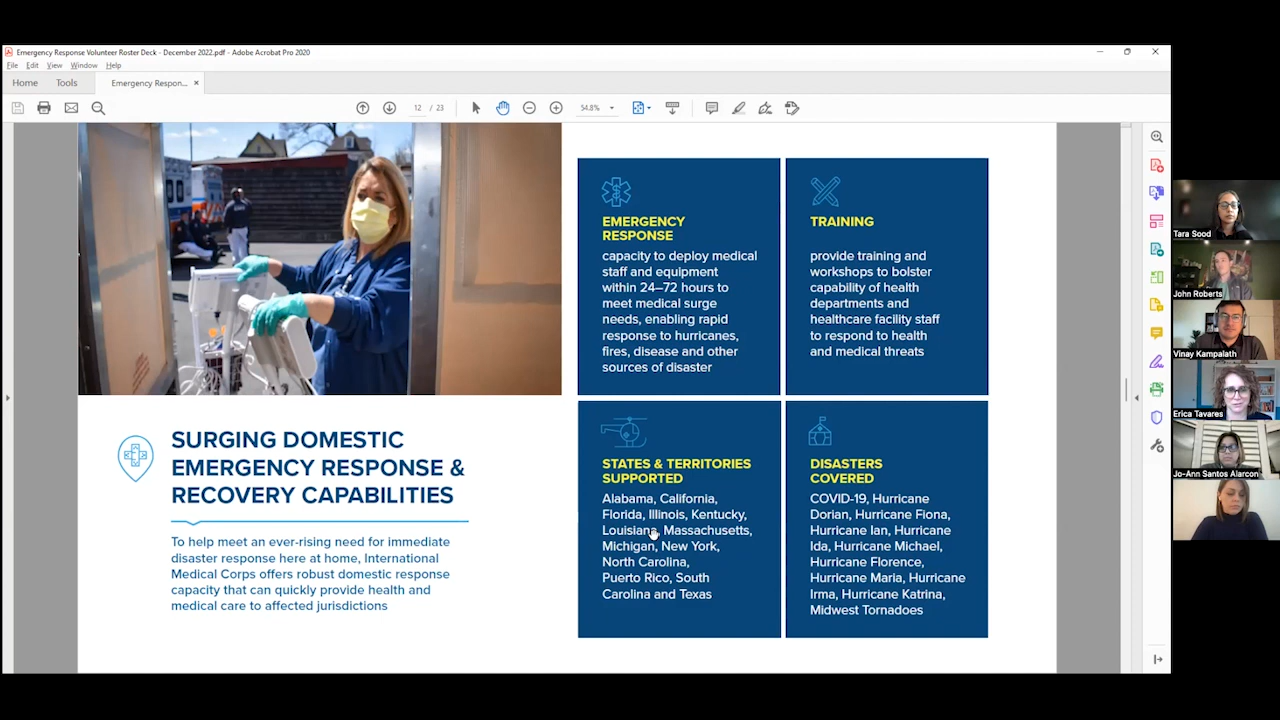 Emergency Response Volunteer Roster Deck - December 2022.pdf - Adobe Acrobat Pro 2020
File Edit View Window Help
Home Tools Emergency Respon... ×
12 / 23 54.8%
EMERGENCY
RESPONSE
capacity to deploy medical
staff and equipment
within 24–72 hours to
meet medical surge
needs, enabling rapid
response to hurricanes,
fires, disease and other
sources of disaster
TRAINING
provide training and
workshops to bolster
capability of health
departments and
healthcare facility staff
to respond to health
and medical threats
SURGING DOMESTIC
EMERGENCY RESPONSE &
RECOVERY CAPABILITIES
To help meet an ever-rising need for immediate
disaster response here at home, International
Medical Corps offers robust domestic response
capacity that can quickly provide health and
medical care to affected jurisdictions
STATES & TERRITORIES
SUPPORTED
Alabama, California,
Florida, Illinois, Kentucky,
Louisiana, Massachusetts,
Michigan, New York,
North Carolina,
Puerto Rico, South
Carolina and Texas
DISASTERS
COVERED
COVID-19, Hurricane
Dorian, Hurricane Fiona,
Hurricane Ian, Hurricane
Ida, Hurricane Michael,
Hurricane Florence,
Hurricane Maria, Hurricane
Irma, Hurricane Katrina,
Midwest Tornadoes
Tara Sood
John Roberts
Vinay Kampalath
Erica Tavares
Jo-Ann Santos Alarcon